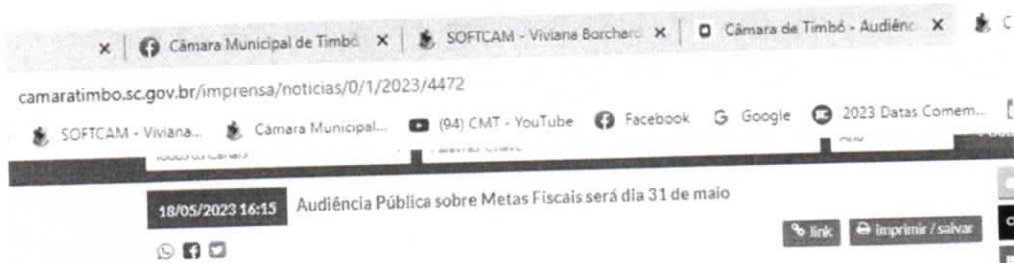 Câmara Municipal de Timbó
SOFTCAM - Viviana Borchard
Câmara de Timbó - Audiênc
camaratimbo.sc.gov.br/imprensa/noticias/0/1/2023/4472
SOFTCAM - Viviana... Câmara Municipal... (94) CMT - YouTube Facebook G Google 2023 Datas Comem...
18/05/2023 16:15 Audiência Pública sobre Metas Fiscais será dia 31 de maio
link imprimir / salvar